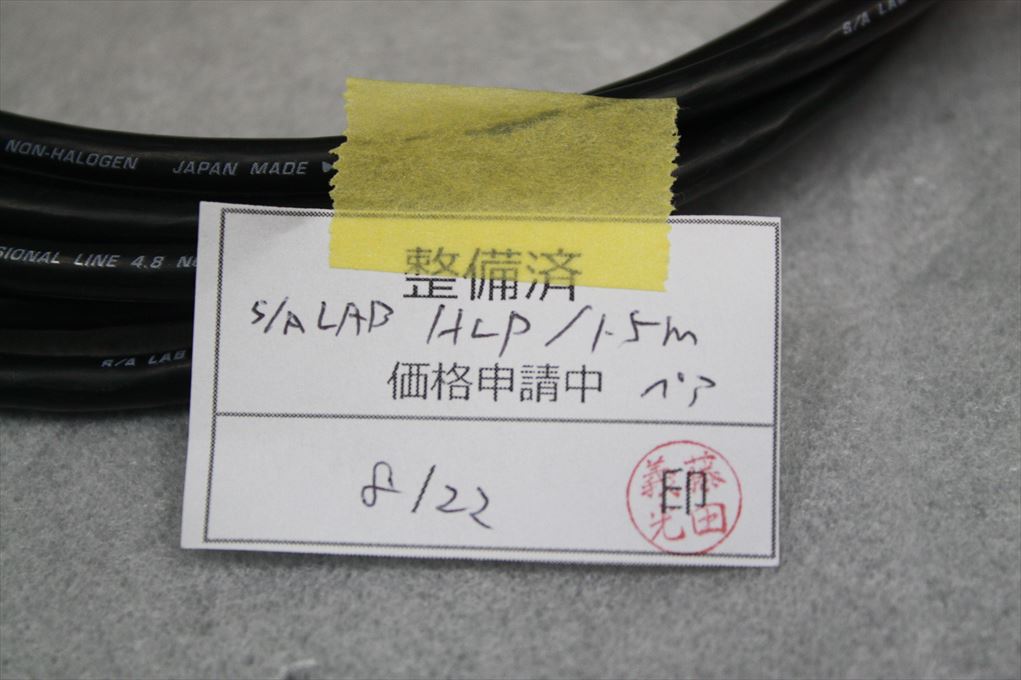 S/A LAB
NON-HALOGEN JAPAN MADE
SIONAL LINE 4.8
S/A LAB
整備済
S/A LAB HLP/1.5m
価格申請中 ペア
8/22
印
藤田
義光